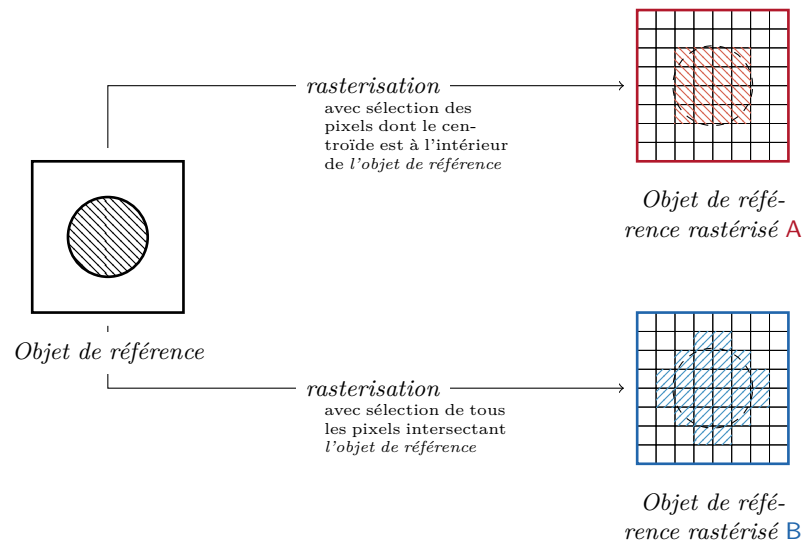 rasterisation
avec sélection des
pixels dont le cen-
troïde est à l'intérieur
de l'objet de référence
Objet de réfé-
rence rastérisé A
Objet de référence
rasterisation
avec sélection de tous
les pixels intersectant
l'objet de référence
Objet de réfé-
rence rastérisé B